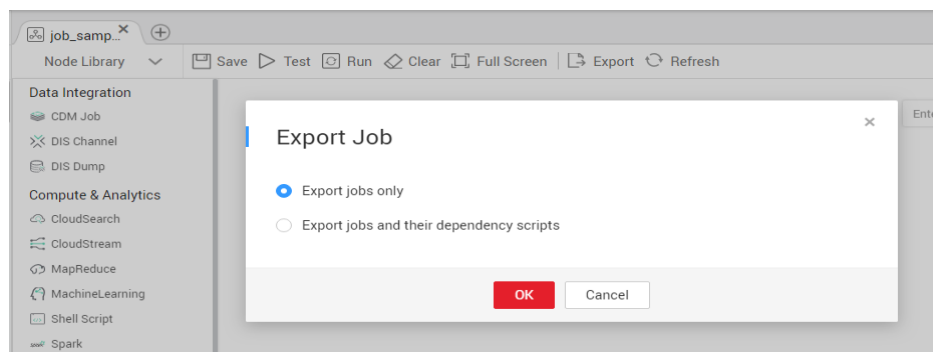 job_samp...
Node Library Save Test Run Clear Full Screen Export Refresh
Data Integration
CDM Job
DIS Channel
DIS Dump
Compute & Analytics
CloudSearch
CloudStream
MapReduce
MachineLearning
Shell Script
Spark
Export Job
Export jobs only
Export jobs and their dependency scripts
OK Cancel
Ente